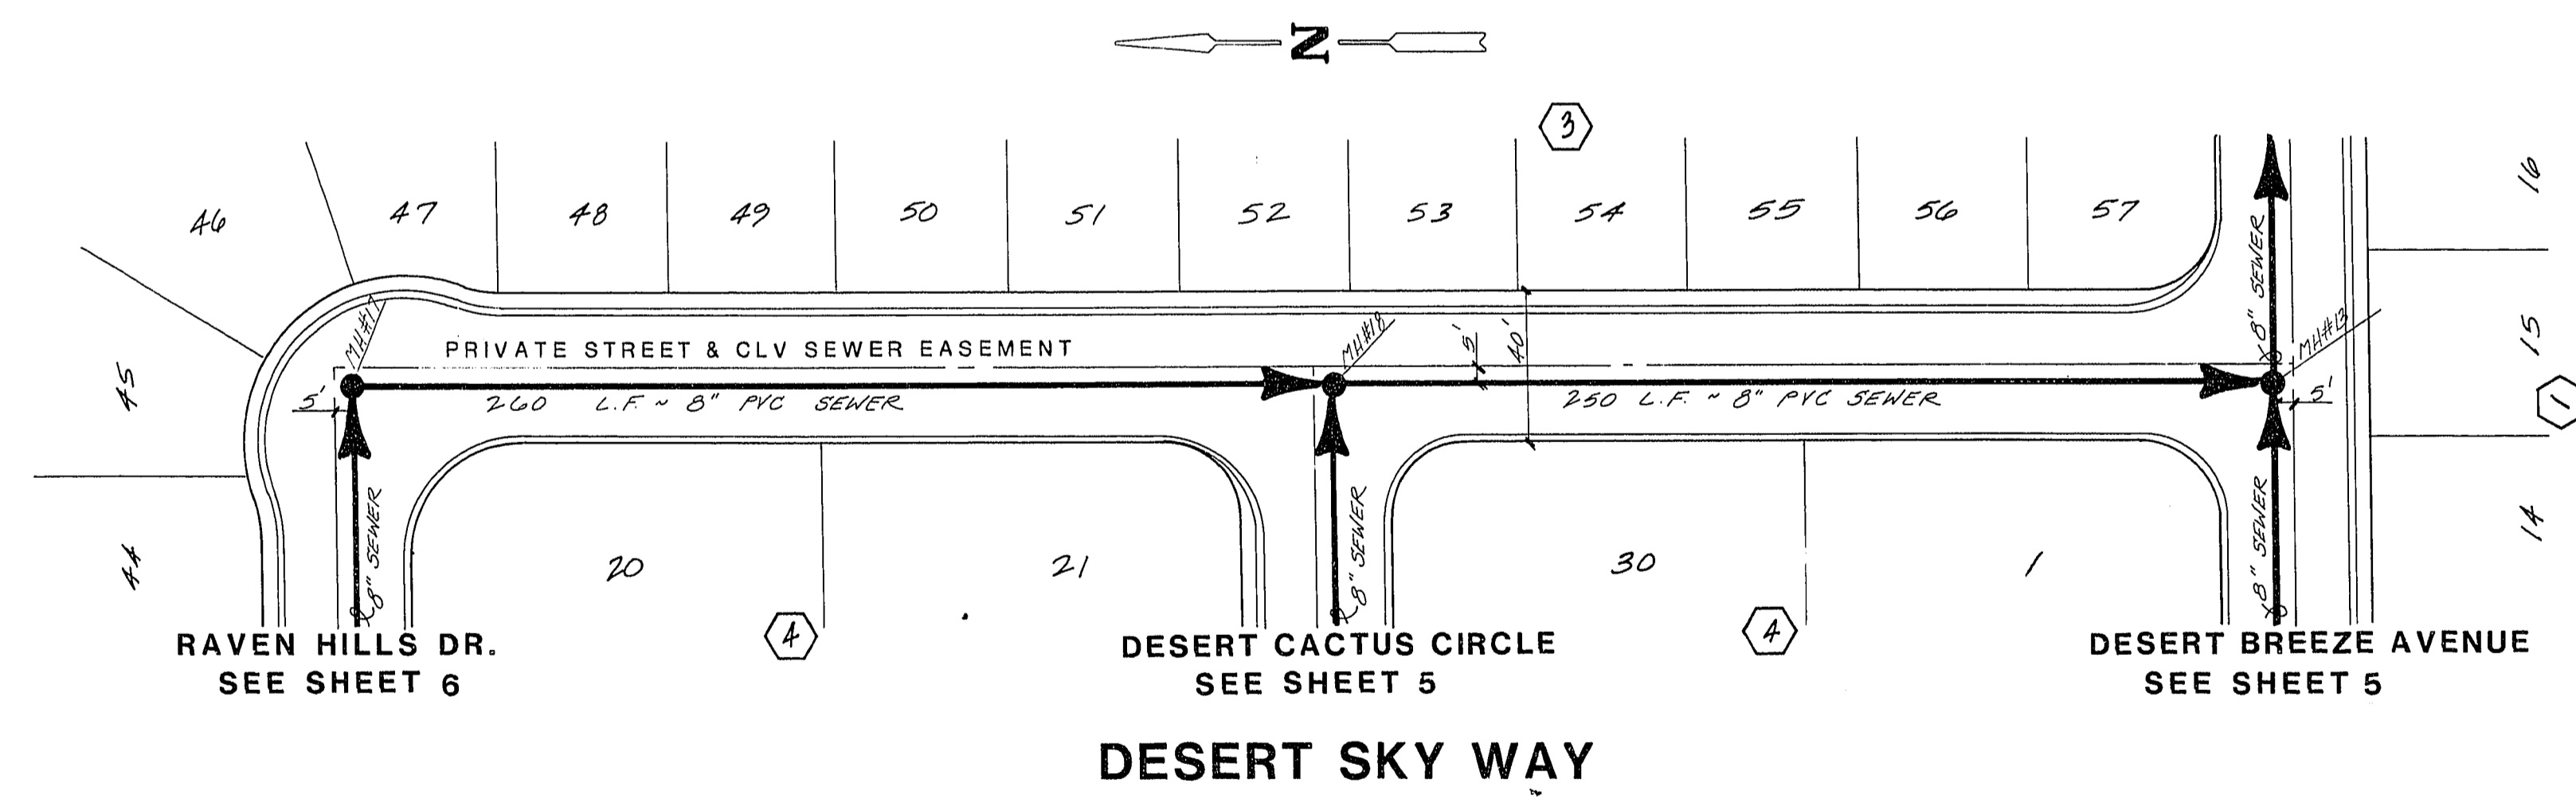 N
3
46
47
48
49
50
51
52
53
54
55
56
57
16
8" SEWER
MH#17
MH#18
MH#13
PRIVATE STREET & CLV SEWER EASEMENT
5'
40'
15
45
5'
260 L.F. ~ 8" PVC SEWER
250 L.F. ~ 8" PVC SEWER
5'
1
44
8" SEWER
20
21
8" SEWER
30
1
8" SEWER
14
4
4
RAVEN HILLS DR.
SEE SHEET 6
DESERT CACTUS CIRCLE
SEE SHEET 5
DESERT BREEZE AVENUE
SEE SHEET 5
DESERT SKY WAY